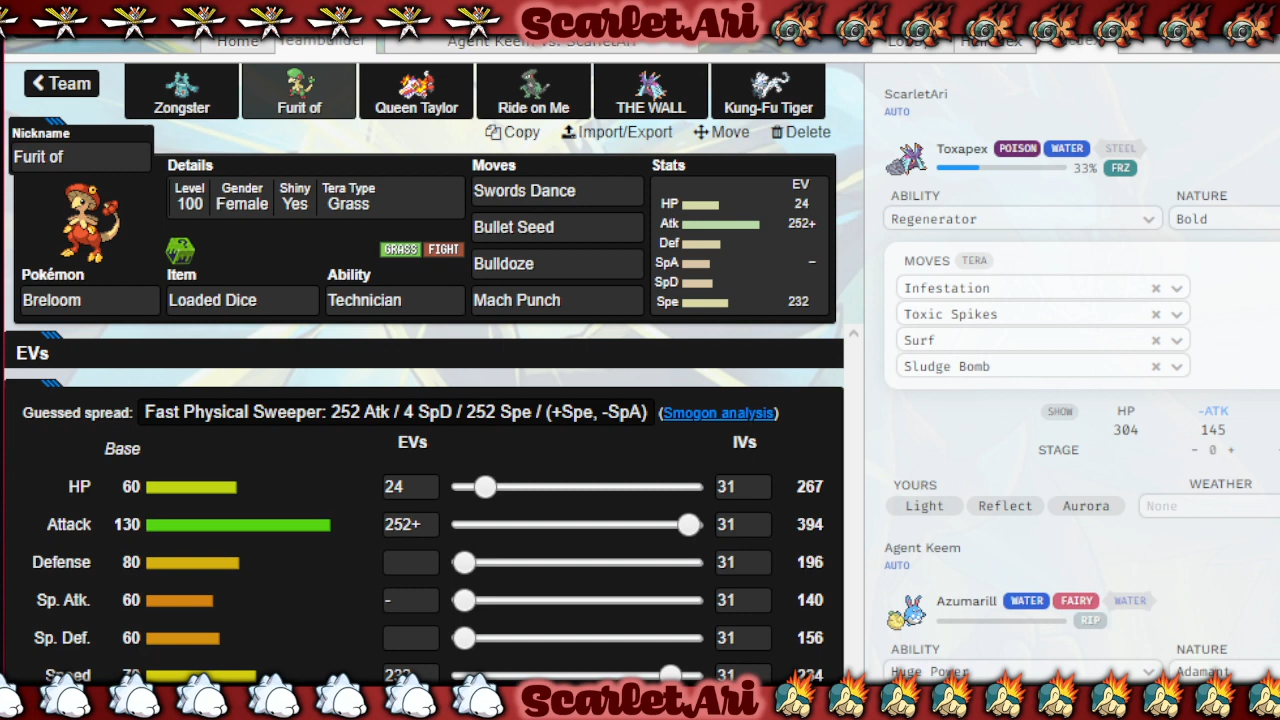 ScarletAri
Home
Teambuilder
Agent Keem vs. ScarletAri
Team
Zongster
Furit of
Queen Taylor
Ride on Me
THE WALL
Kung-Fu Tiger
Copy Import/Export Move Delete
Nickname
Furit of
Details
Level Gender Shiny Tera Type
100 Female Yes Grass
GRASS FIGHT
Pokémon Item Ability
Breloom Loaded Dice Technician
Moves
Swords Dance
Bullet Seed
Bulldoze
Mach Punch
Stats
EV
HP 24
Atk 252+
Def
SpA –
SpD
Spe 232
EVs
Guessed spread: Fast Physical Sweeper: 252 Atk / 4 SpD / 252 Spe / (+Spe, -SpA) (Smogon analysis)
Base EVs IVs
HP 60 24 31 267
Attack 130 252+ 31 394
Defense 80 31 196
Sp. Atk. 60 - 31 140
Sp. Def. 60 31 156
Speed
ScarletAri
AUTO
Toxapex POISON WATER STEEL
33% FRZ
ABILITY NATURE
Regenerator Bold
MOVES TERA
Infestation
Toxic Spikes
Surf
Sludge Bomb
SHOW HP -ATK
304 145
STAGE - 0 +
YOURS WEATHER
Light Reflect Aurora None
Agent Keem
AUTO
Azumarill WATER FAIRY WATER
RIP
ABILITY NATURE
Huge Power Adamant
ScarletAri